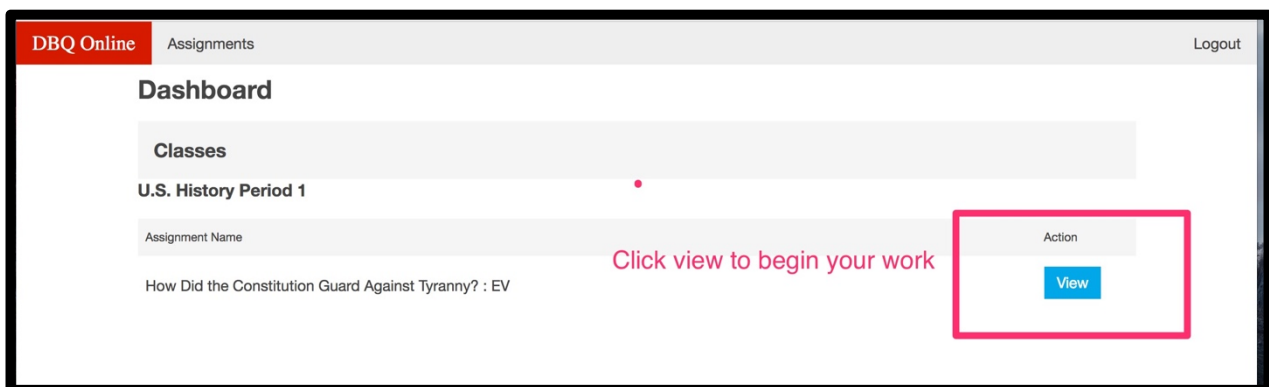 DBQ Online Assignments Logout
Dashboard
Classes
U.S. History Period 1
Assignment Name Action
Click view to begin your work
How Did the Constitution Guard Against Tyranny? : EV View